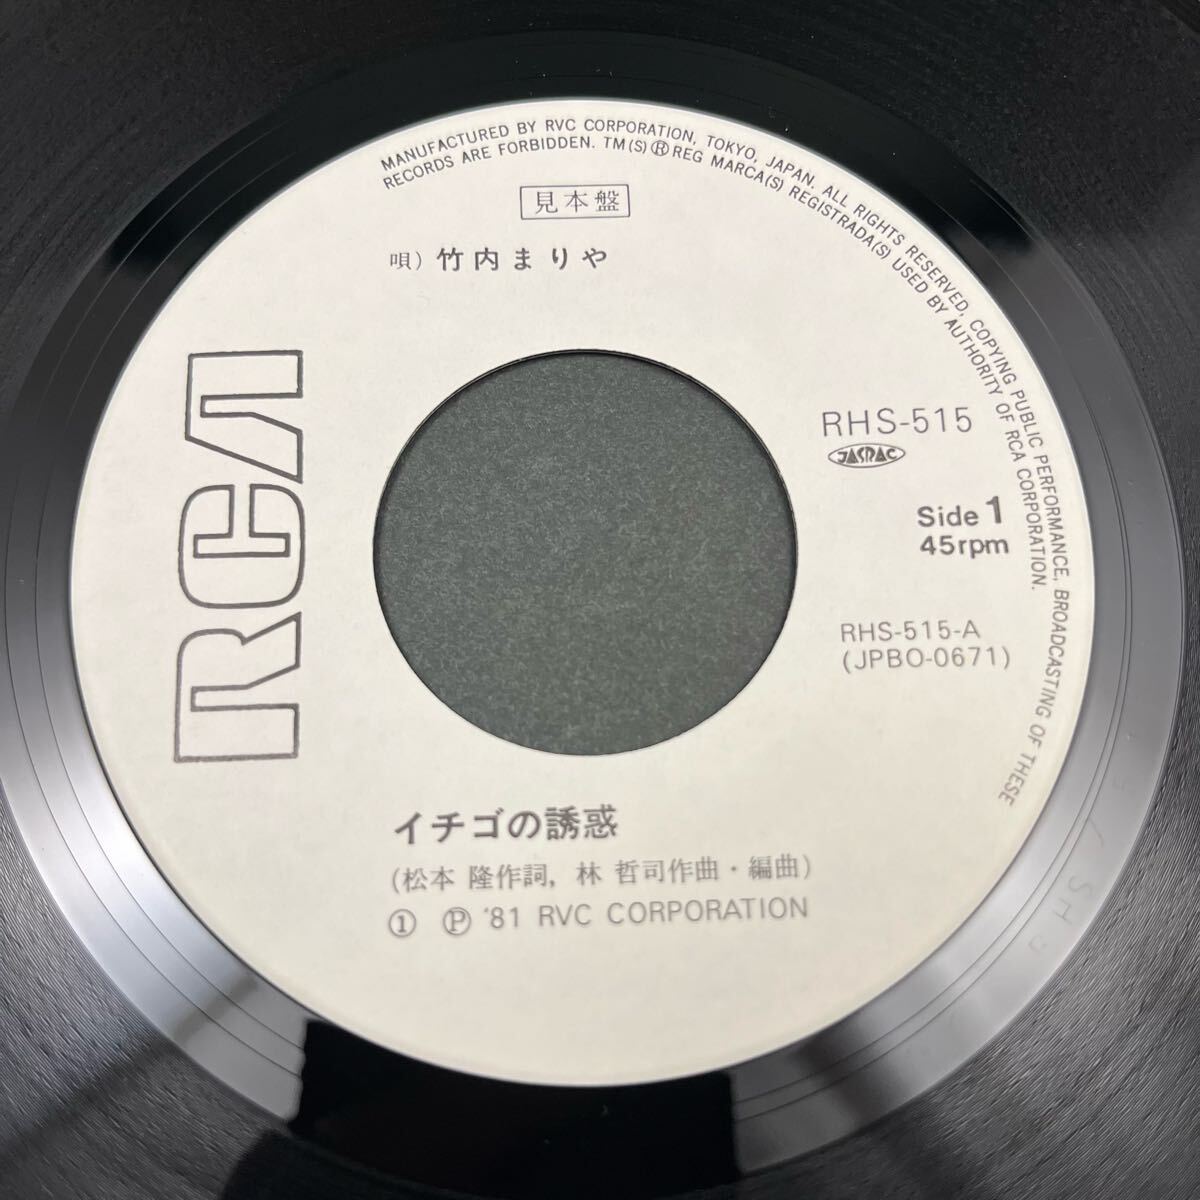 MANUFACTURED BY RVC CORPORATION, TOKYO, JAPAN. ALL RIGHTS RESERVED, COPYING PUBLIC PERFORMANCE, BROADCASTING OF THESE
RECORDS ARE FORBIDDEN. TM(S) ® REG MARCA(S) REGISTRADA(S) USED BY AUTHORITY OF RCA CORPORATION.
見本盤
唄) 竹内まりや
RCA
RHS-515
JASRAC
Side 1
45rpm
RHS-515-A
(JPBO-0671)
イチゴの誘惑
(松本 隆作詞, 林 哲司作曲・編曲)
① Ⓟ '81 RVC CORPORATION